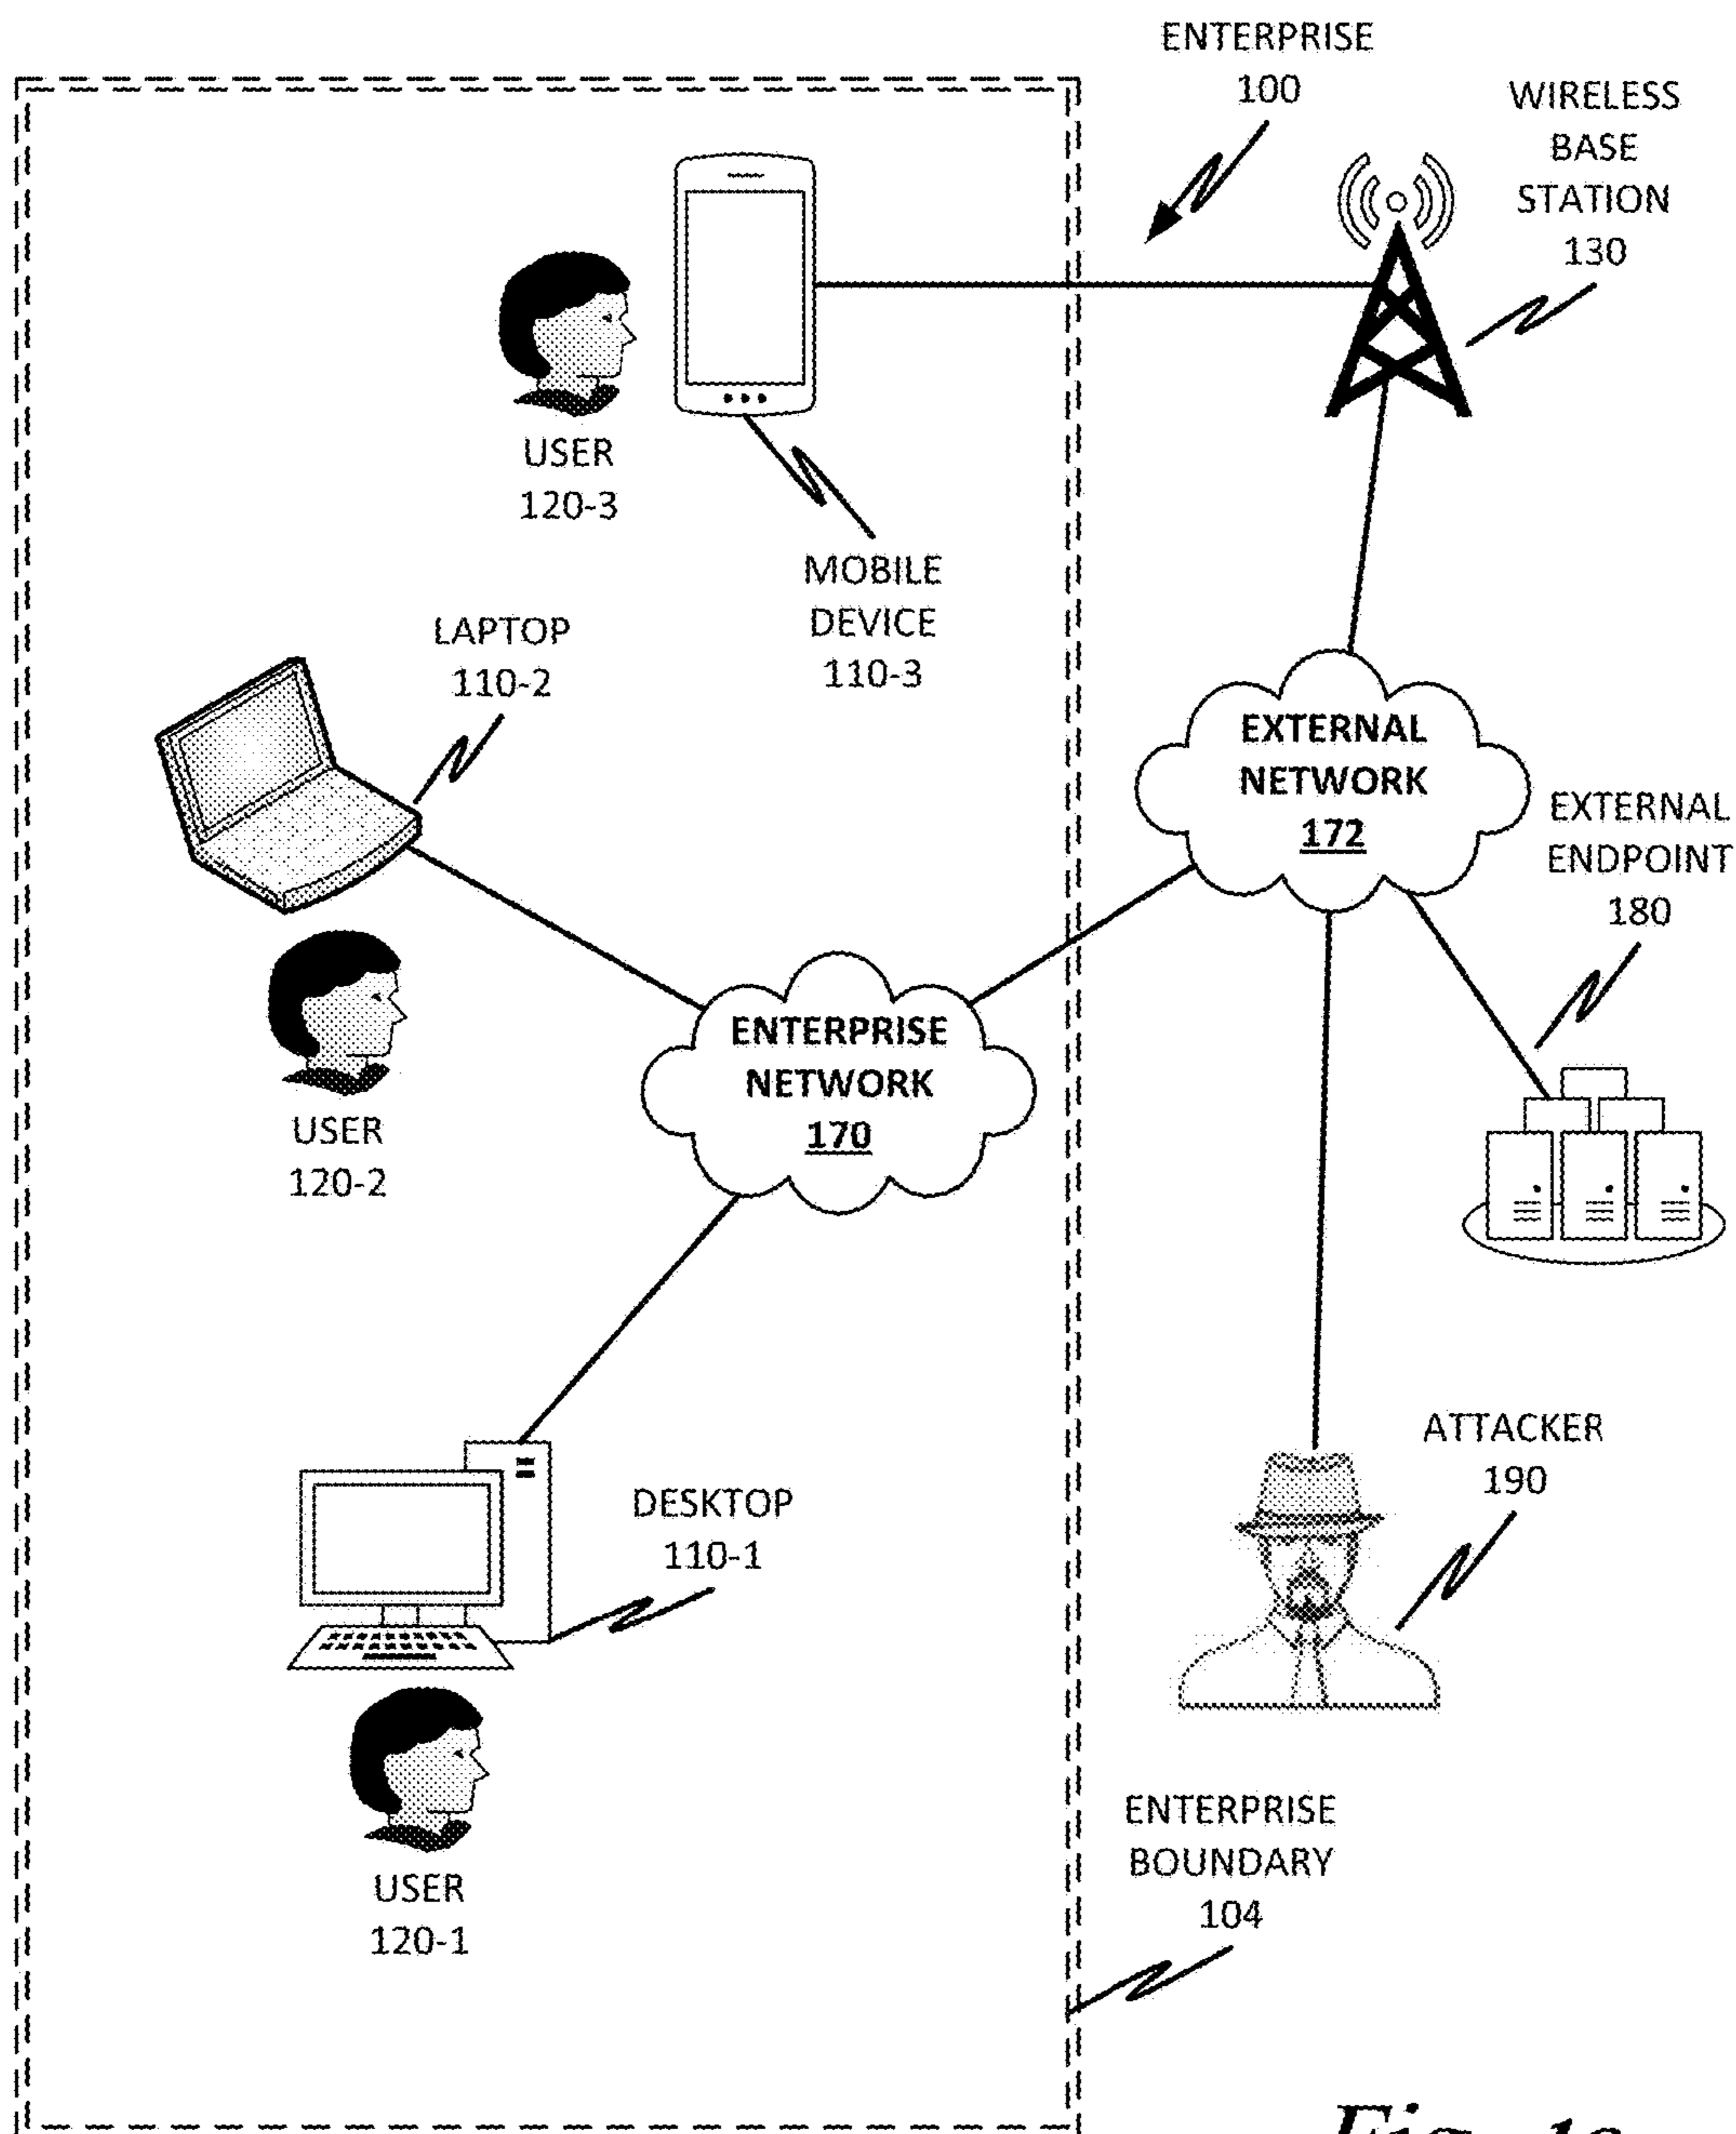 ENTERPRISE
100
WIRELESS
BASE
STATION
130
USER
120-3
MOBILE
DEVICE
110-3
LAPTOP
110-2
EXTERNAL
NETWORK
172
EXTERNAL
ENDPOINT
180
USER
120-2
ENTERPRISE
NETWORK
170
DESKTOP
110-1
ATTACKER
190
USER
120-1
ENTERPRISE
BOUNDARY
104